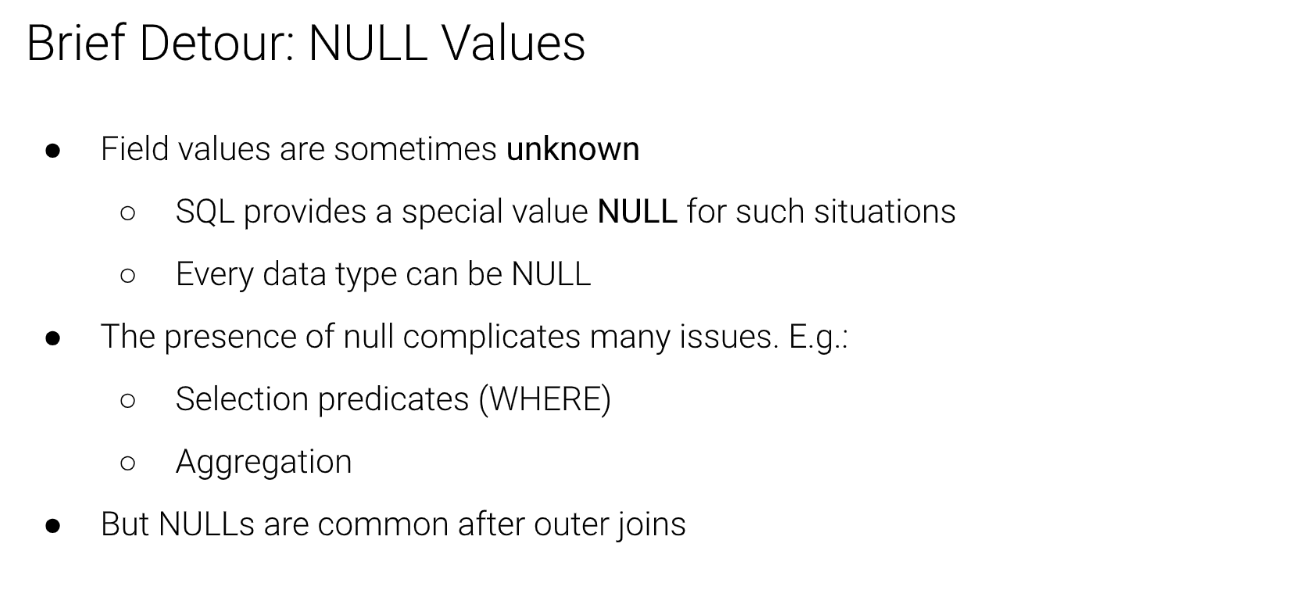 Brief Detour: NULL Values
● Field values are sometimes unknown
○ SQL provides a special value NULL for such situations
○ Every data type can be NULL
● The presence of null complicates many issues. E.g.:
○ Selection predicates (WHERE)
○ Aggregation
● But NULLs are common after outer joins